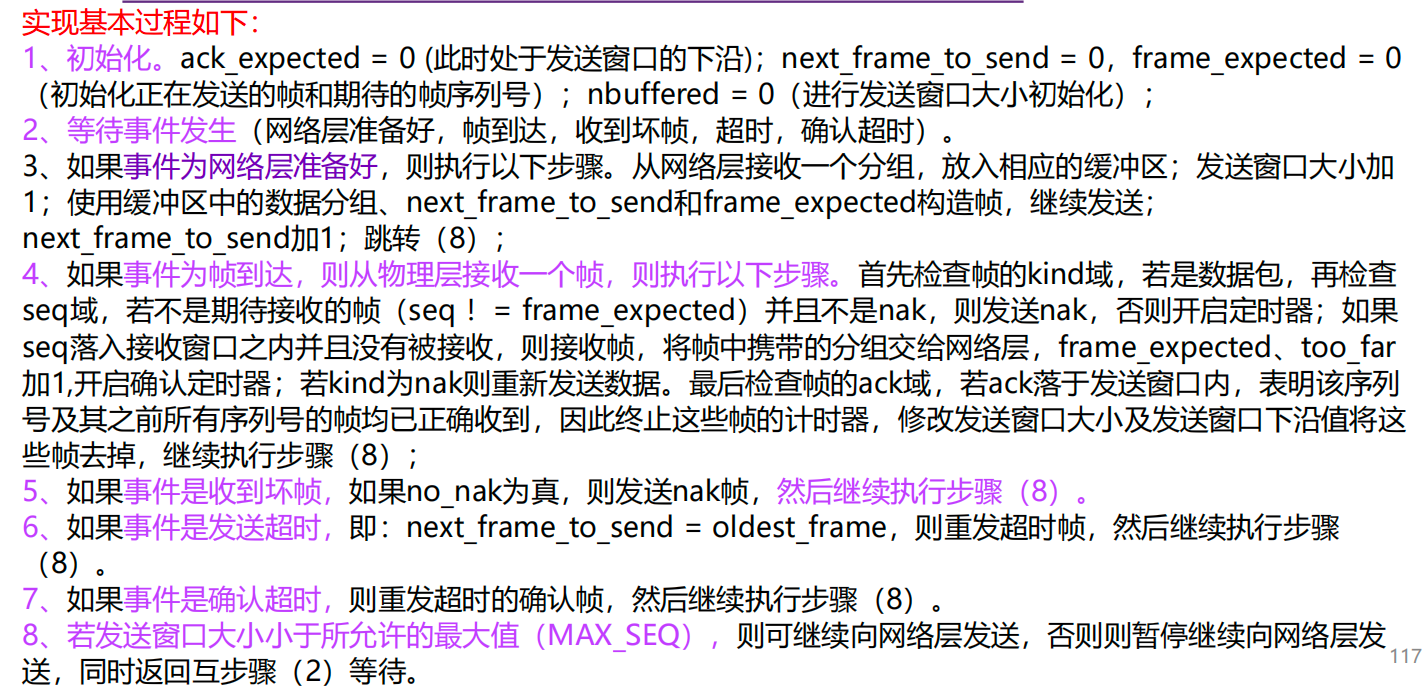 实现基本过程如下：
1、初始化。ack_expected = 0 (此时处于发送窗口的下沿)；next_frame_to_send = 0，frame_expected = 0
（初始化正在发送的帧和期待的帧序列号）；nbuffered = 0（进行发送窗口大小初始化）；
2、等待事件发生（网络层准备好，帧到达，收到坏帧，超时，确认超时）。
3、如果事件为网络层准备好，则执行以下步骤。从网络层接收一个分组，放入相应的缓冲区；发送窗口大小加
1；使用缓冲区中的数据分组、next_frame_to_send和frame_expected构造帧，继续发送；
next_frame_to_send加1；跳转（8）；
4、如果事件为帧到达，则从物理层接收一个帧，则执行以下步骤。首先检查帧的kind域，若是数据包，再检查
seq域，若不是期待接收的帧（seq！= frame_expected）并且不是nak，则发送nak，否则开启定时器；如果
seq落入接收窗口之内并且没有被接收，则接收帧，将帧中携带的分组交给网络层，frame_expected、too_far
加1,开启确认定时器；若kind为nak则重新发送数据。最后检查帧的ack域，若ack落于发送窗口内，表明该序列
号及其之前所有序列号的帧均已正确收到，因此终止这些帧的计时器，修改发送窗口大小及发送窗口下沿值将这
些帧去掉，继续执行步骤（8）；
5、如果事件是收到坏帧，如果no_nak为真，则发送nak帧，然后继续执行步骤（8）。
6、如果事件是发送超时，即：next_frame_to_send = oldest_frame，则重发超时帧，然后继续执行步骤
（8）。
7、如果事件是确认超时，则重发超时的确认帧，然后继续执行步骤（8）。
8、若发送窗口大小小于所允许的最大值（MAX_SEQ），则可继续向网络层发送，否则则暂停继续向网络层发
送，同时返回互步骤（2）等待。
117